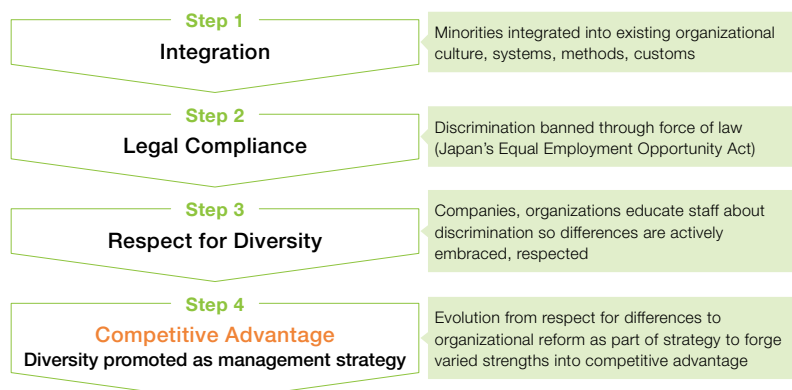 Step 1
Integration
Minorities integrated into existing organizational
culture, systems, methods, customs
Step 2
Legal Compliance
Discrimination banned through force of law
(Japan's Equal Employment Opportunity Act)
Step 3
Respect for Diversity
Companies, organizations educate staff about
discrimination so differences are actively
embraced, respected
Step 4
Competitive Advantage
Diversity promoted as management strategy
Evolution from respect for differences to
organizational reform as part of strategy to forge
varied strengths into competitive advantage